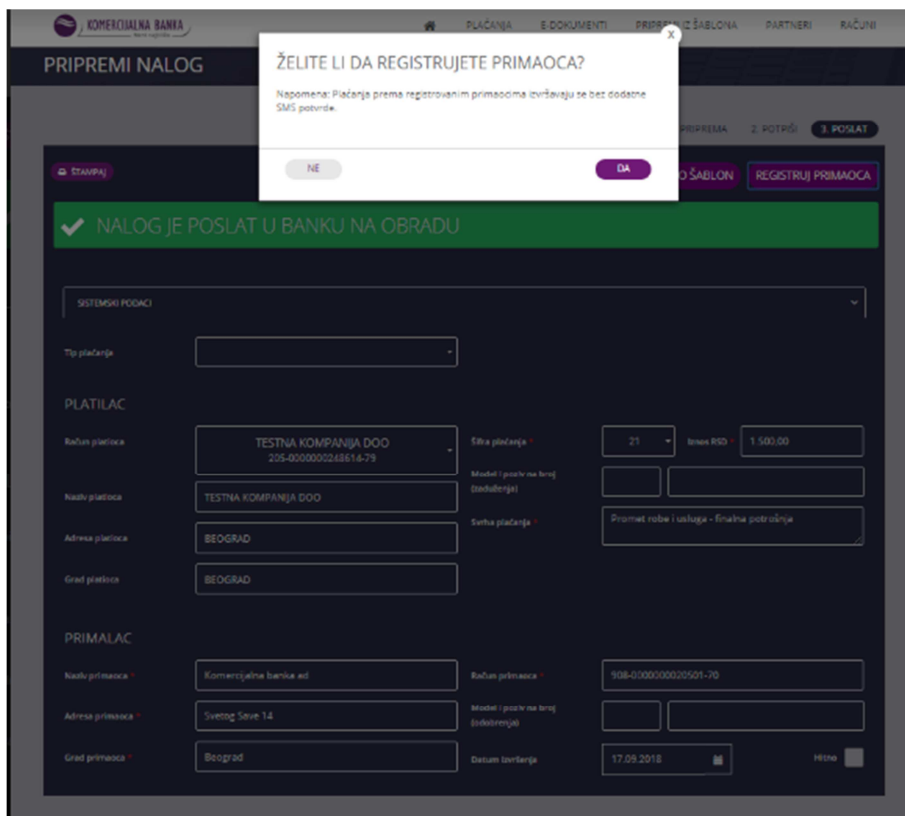 KOMERCIJALNA BANKA
PLAĆANJA E-DOKUMENTI PRIPREMI IZ ŠABLONA PARTNERI RAČUNI
X
PRIPREMI NALOG
ŽELITE LI DA REGISTRUJETE PRIMAOCA?
Napomena: Plaćanja prema registrovanim primaocima izvršavaju se bez dodatne
SMS potvrde.
PRIPREMA 2. POTPIŠI 3. POSLAT
NE DA
ŠTAMPAJ O ŠABLON REGISTRUJ PRIMAOCA
NALOG JE POSLAT U BANKU NA OBRADU
SISTEMSKI PODACI
Tip plaćanja
PLATILAC
Račun platioca TESTNA KOMPANIJA DOO
205-0000000248614-79
Šifra plaćanja * 21 Iznos RSD * 1.500,00
Model i poziv na broj
(zaduženja)
Naziv platioca TESTNA KOMPANIJA DOO
Svrha plaćanja * Promet robe i usluga - finalna potrošnja
Adresa platioca BEOGRAD
Grad platioca BEOGRAD
PRIMALAC
Naziv primaoca * Komercijalna banka ad Račun primaoca * 908-0000000020501-70
Adresa primaoca * Svetog Save 14 Model i poziv na broj
(odobrenja)
Grad primaoca * Beograd Datum izvršenja 17.09.2018 Hitno